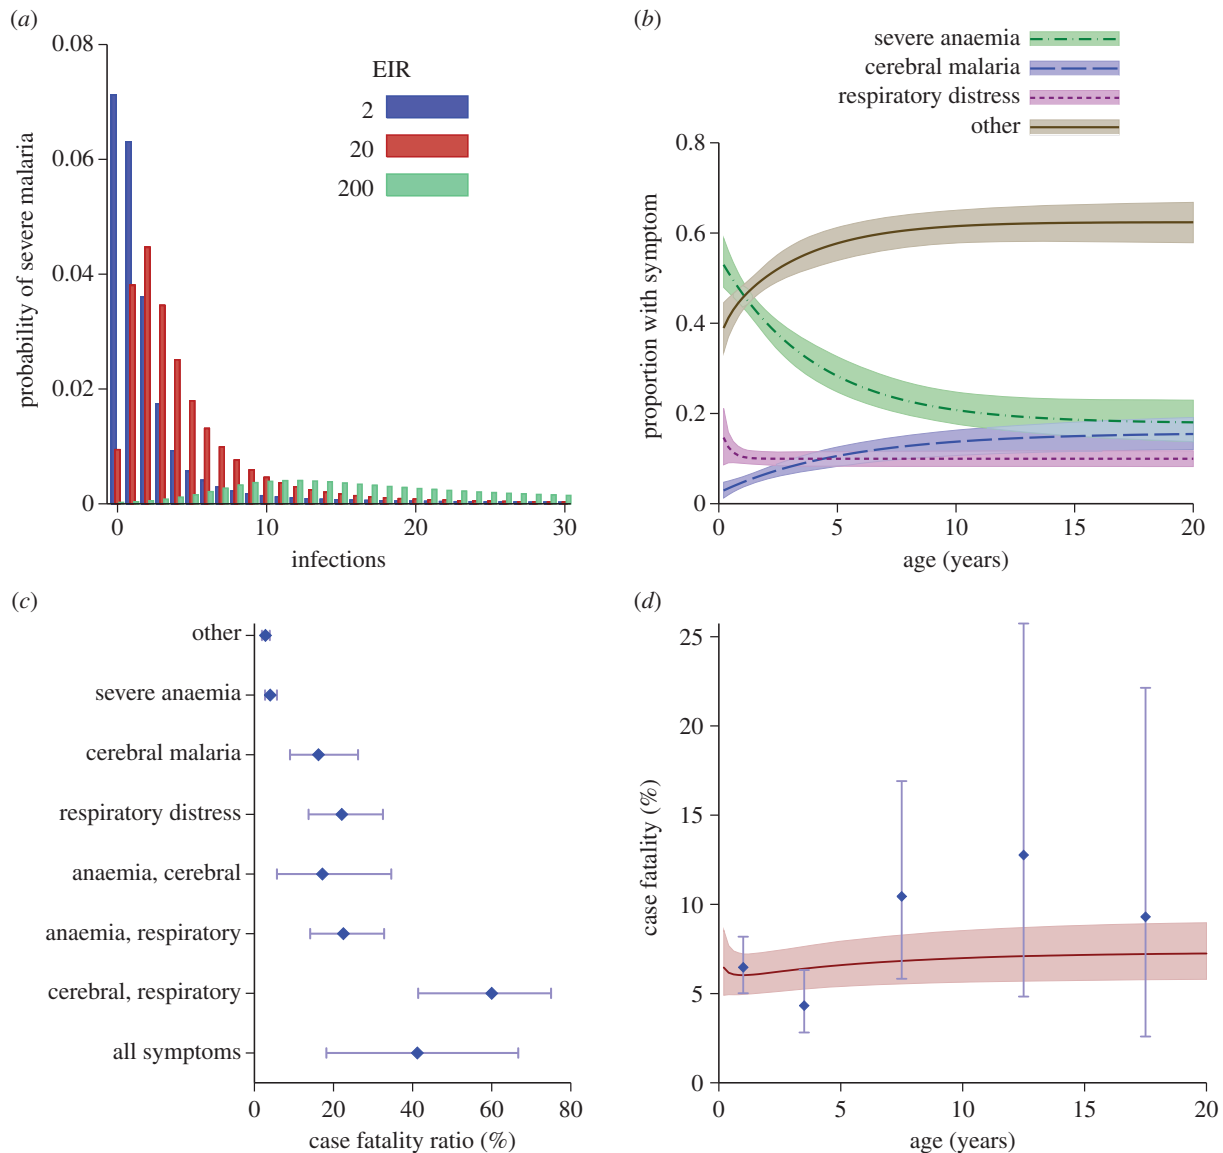 (a)
0.08
0.06
0.04
0.02
0
probability of severe malaria
EIR
2
20
200
0
10
20
30
infections
(b)
severe anaemia
cerebral malaria
respiratory distress
other
0.8
0.6
0.4
0.2
0
proportion with symptom
0
5
10
15
20
age (years)
(c)
other
severe anaemia
cerebral malaria
respiratory distress
anaemia, cerebral
anaemia, respiratory
cerebral, respiratory
all symptoms
0
20
40
60
80
case fatality ratio (%)
(d)
25
20
15
10
5
0
case fatality (%)
0
5
10
15
20
age (years)